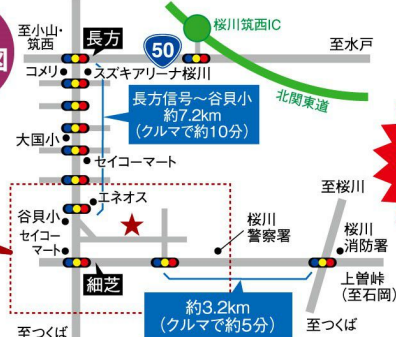 図
至小山・
筑西
長方
50
桜川筑西IC
至水戸
コメリ
スズキアリーナ桜川
北関東道
長方信号～谷貝小
約7.2km
(クルマで約10分)
大国小
セイコーマート
エネオス
至桜川
谷貝小
セイコー
マート
桜川
警察署
桜川
消防署
細芝
上曽峠
(至石岡)
約3.2km
(クルマで約5分)
至つくば
至つくば